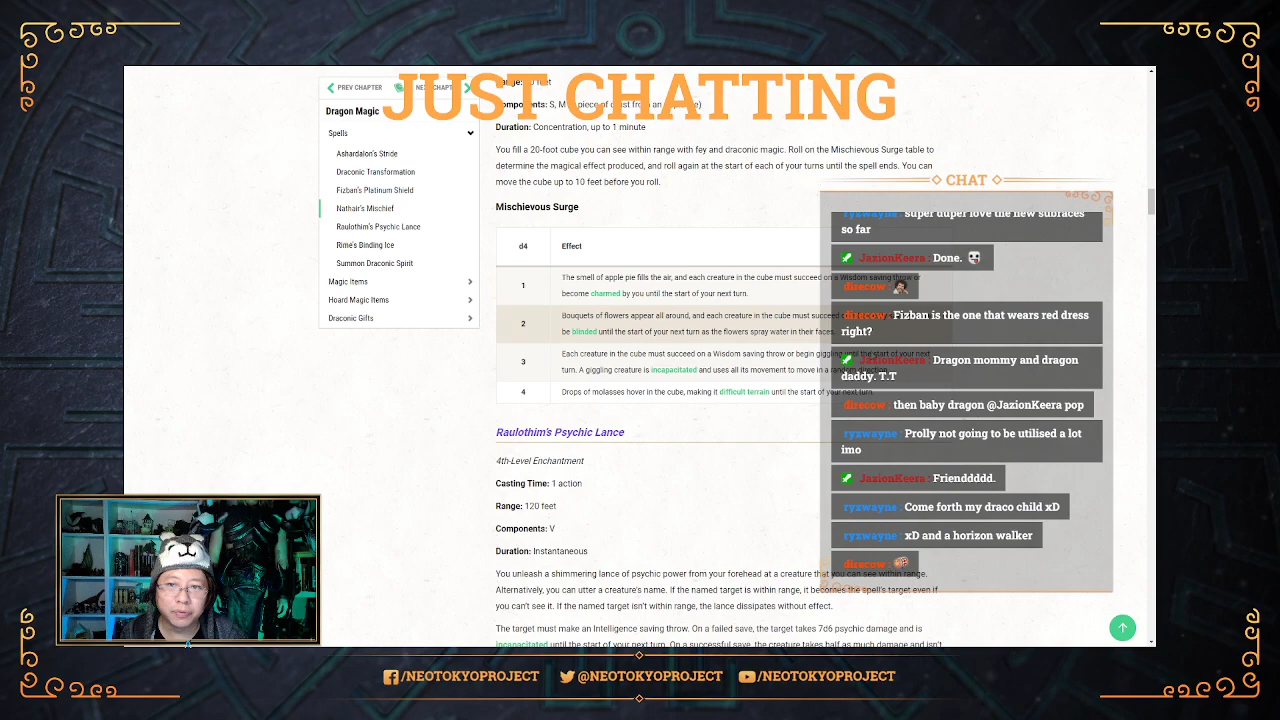 JUST CHATTING
PREV CHAPTER
Dragon Magic
Spells
Ashardalon's Stride
Draconic Transformation
Fizban's Platinum Shield
Nathair's Mischief
Raulothim's Psychic Lance
Rime's Binding Ice
Summon Draconic Spirit
Magic Items
Hoard Magic Items
Draconic Gifts
Duration: Concentration, up to 1 minute
You fill a 20-foot cube you can see within range with fey and draconic magic. Roll on the Mischievous Surge table to
determine the magical effect produced, and roll again at the start of each of your turns until the spell ends. You can
move the cube up to 10 feet before you roll.
Mischievous Surge
d4 Effect
1 The smell of apple pie fills the air, and each creature in the cube must succeed on a Wisdom saving throw or
become charmed by you until the start of your next turn.
2 Bouquets of flowers appear all around, and each creature in the cube must succeed
be blinded until the start of your next turn as the flowers spray water in their faces.
3 Each creature in the cube must succeed on a Wisdom saving throw or begin giggling until the start of your next
turn. A giggling creature is incapacitated and uses all its movement to move in a random direction.
4 Drops of molasses hover in the cube, making it difficult terrain until the start of your next turn.
Raulothim's Psychic Lance
4th-Level Enchantment
Casting Time: 1 action
Range: 120 feet
Components: V
Duration: Instantaneous
You unleash a shimmering lance of psychic power from your forehead at a creature that you can see within range.
Alternatively, you can utter a creature's name. If the named target is within range, it becomes the spell's target even if
you can't see it. If the named target isn't within range, the lance dissipates without effect.
The target must make an Intelligence saving throw. On a failed save, the target takes 7d6 psychic damage and is
incapacitated until the start of your next turn. On a successful save, the creature takes half as much damage and isn't
CHAT
ryxwayne : super duper love the new subraces
so far
JazionKeera : Done.
direcow :
direcow : Fizban is the one that wears red dress
right?
JazionKeera : Dragon mommy and dragon
daddy. T.T
direcow : then baby dragon @JazionKeera pop
ryxwayne : Prolly not going to be utilised a lot
imo
JazionKeera : Frienddddd.
ryxwayne : Come forth my draco child xD
ryxwayne : xD and a horizon walker
direcow :
/NEOTOKYOPROJECT @NEOTOKYOPROJECT /NEOTOKYOPROJECT